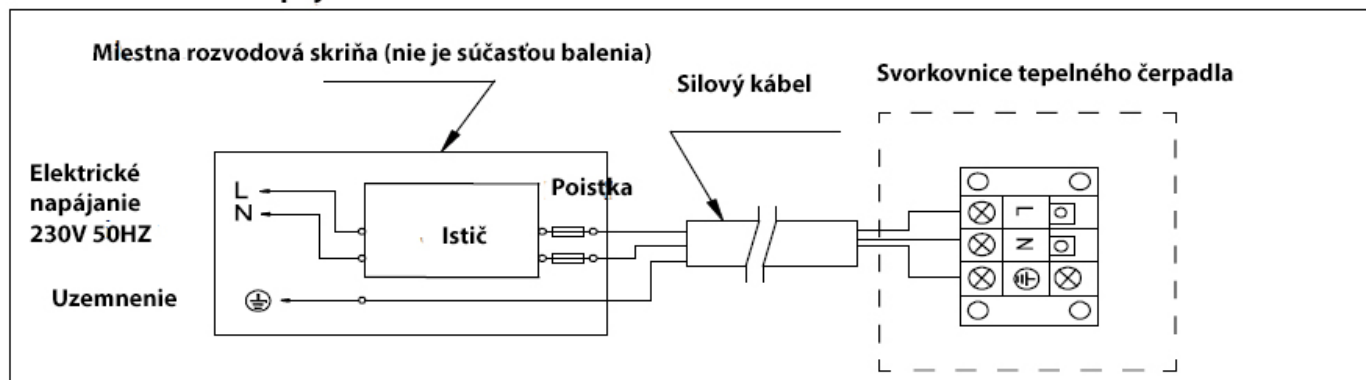 Miestna rozvodová skriňa (nie je súčasťou balenia)
Silový kábel
Svorkovnice tepelného čerpadla
Elektrické
napájanie
230V 50HZ
L
N
Istič
Poistka
Uzemnenie
L
N